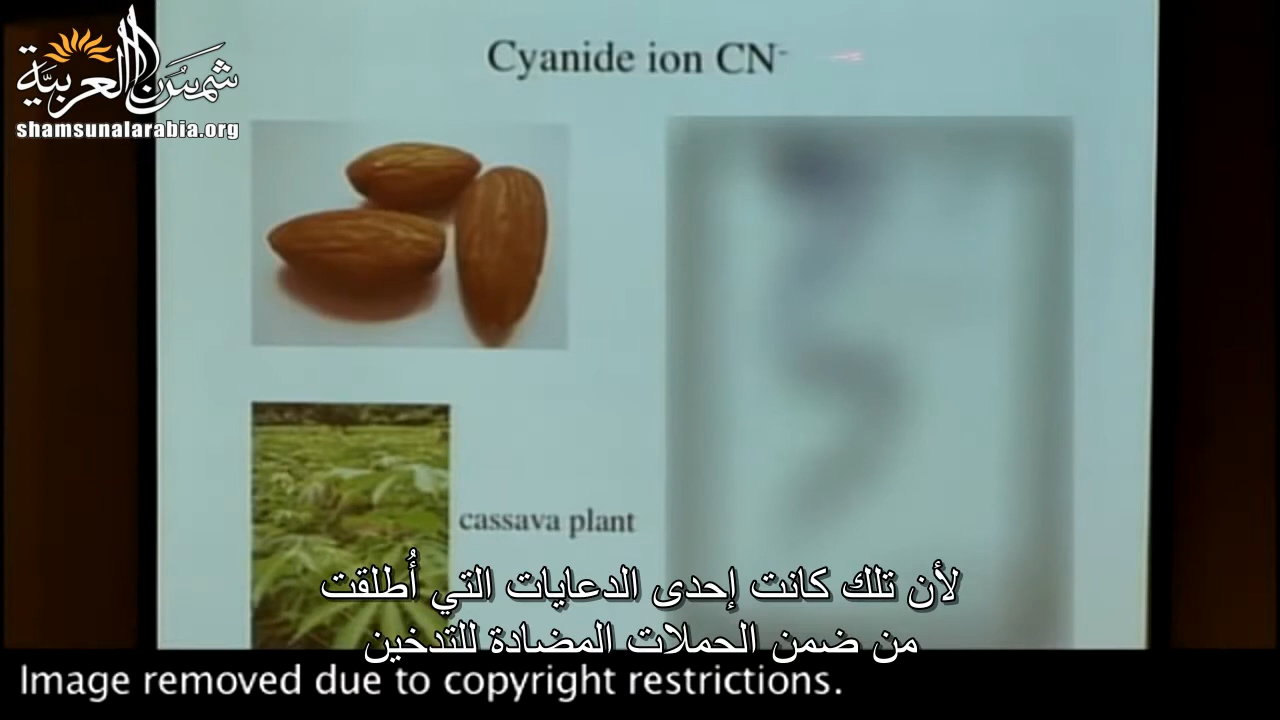 شمس العربية
shamsunalarabia.org
Cyanide ion CN⁻
cassava plant
لأن تلك كانت إحدى الدعايات التي أُطلقت
من ضمن الحملات المضادة للتدخين
Image removed due to copyright restrictions.